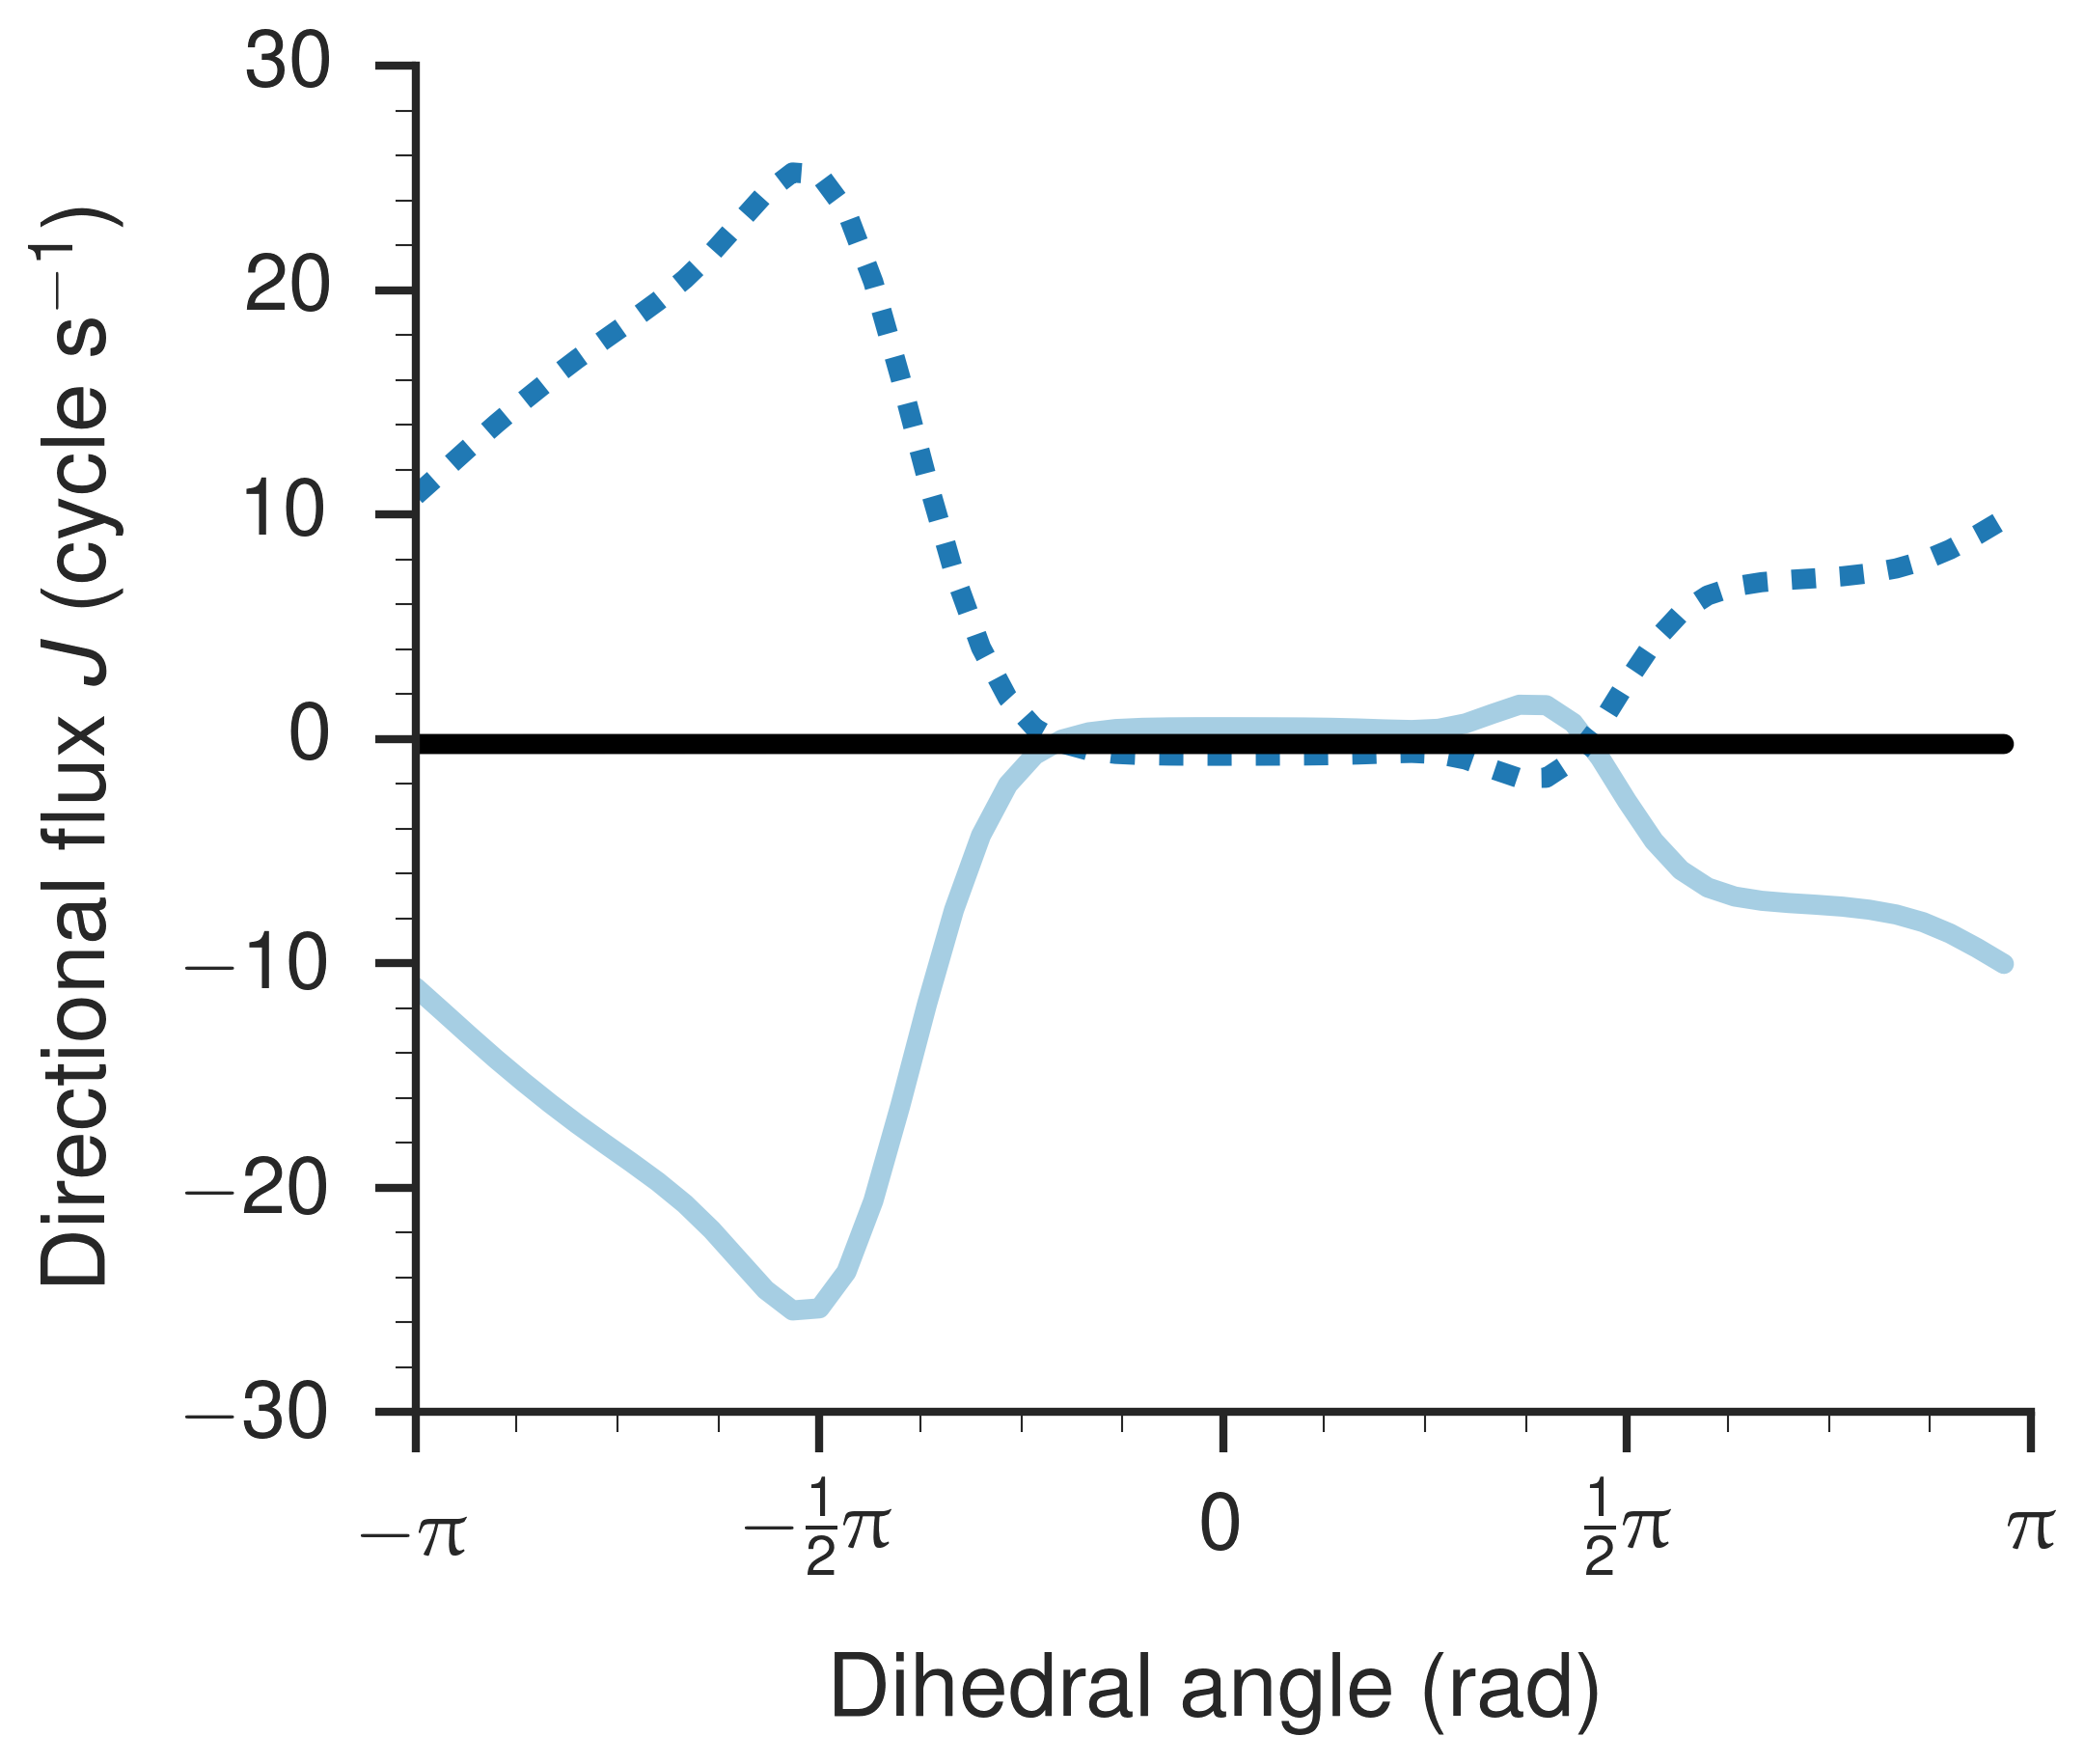 Directional flux J (cycle s⁻¹)
30
20
10
0
−10
−20
−30
−π
−½π
0
½π
π
Dihedral angle (rad)